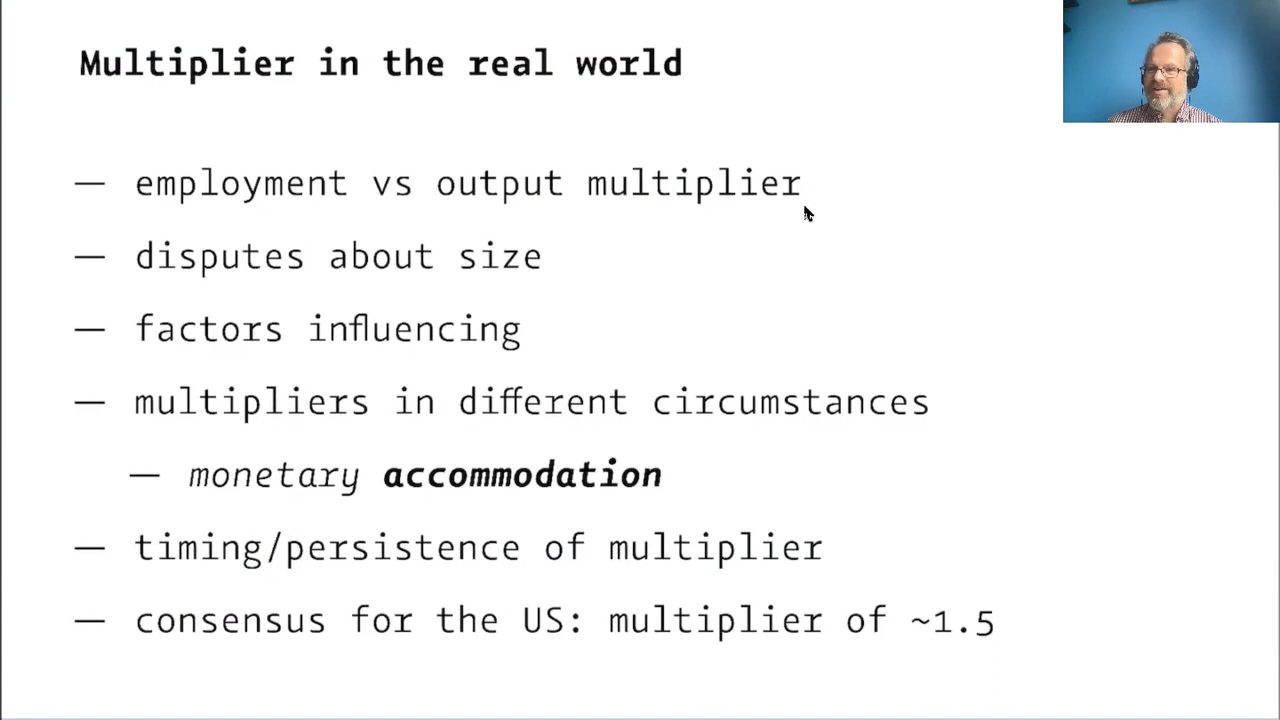 Multiplier in the real world
— employment vs output multiplier
— disputes about size
— factors influencing
— multipliers in different circumstances
— monetary accommodation
— timing/persistence of multiplier
— consensus for the US: multiplier of ~1.5